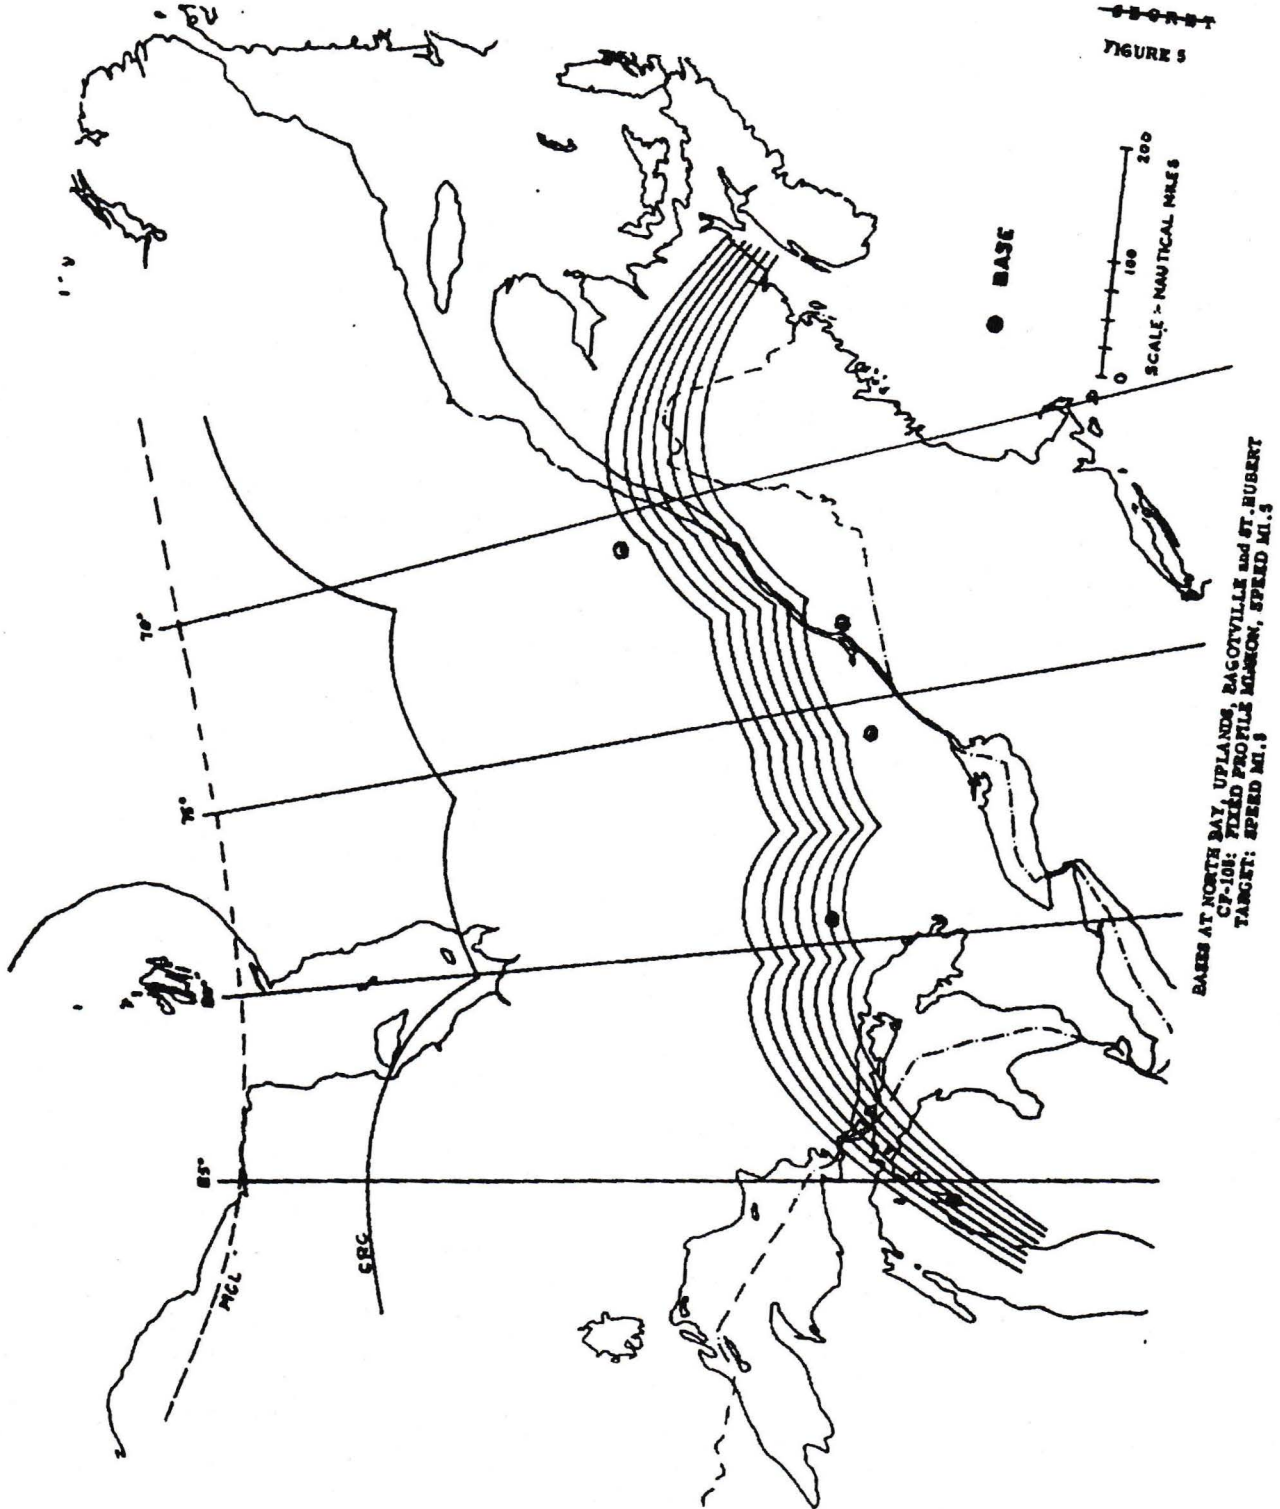 SECRET
FIGURE 5
BASE
0 100 200
SCALE - NAUTICAL MILES
70°
75°
80°
85°
MCL
GRC
BASES AT NORTH BAY, UPLANDS, BAGOTVILLE and ST. HUBERT
CF-105: FIXED PROFILE MISSION, SPEED M1.5
TARGET: SPEED M1.5